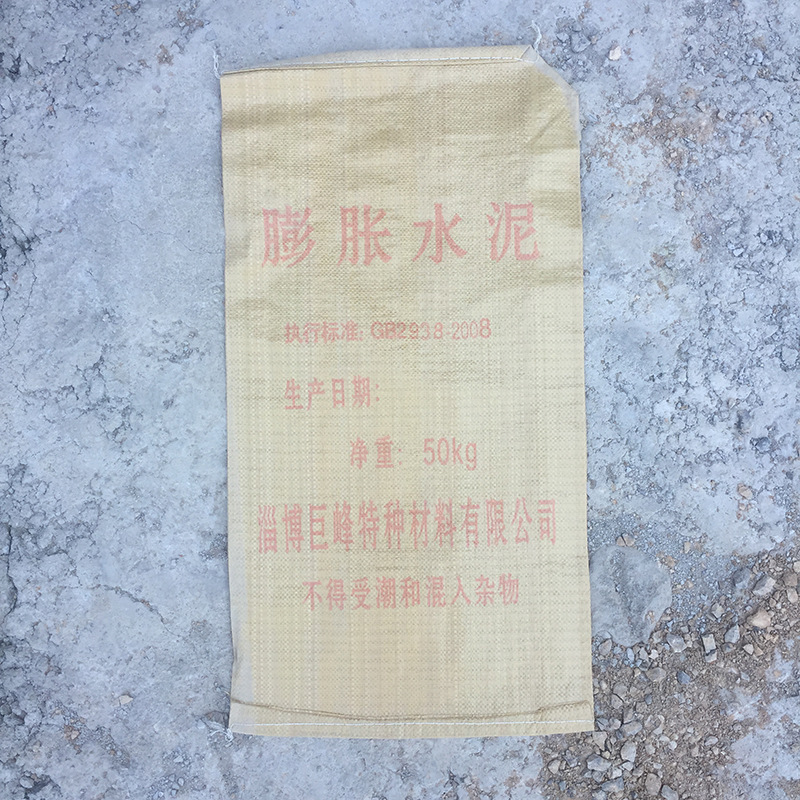 膨胀水泥
执行标准: GB2938-2008
生产日期:
净重: 50kg
淄博巨峰特种材料有限公司
不得受潮和混入杂物